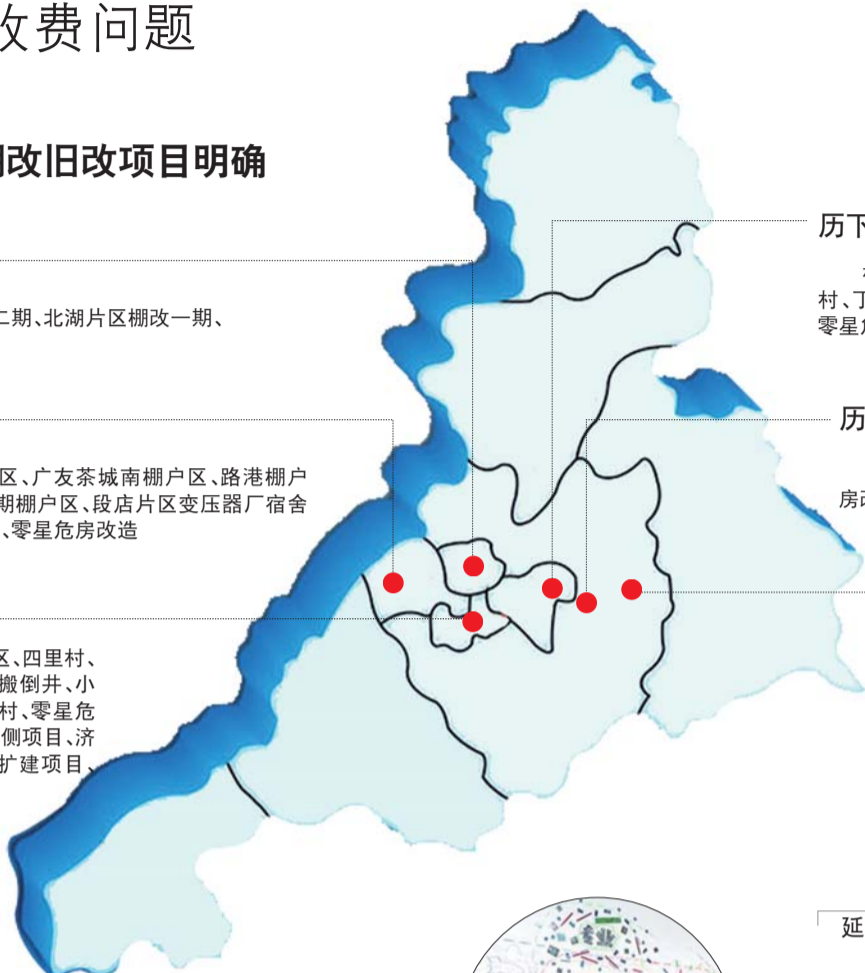 收费问题
改旧改项目明确
二期、北湖片区棚改一期、
区、广友茶城南棚户区、路港棚户
期棚户区、段店片区变压器厂宿舍
、零星危房改造
区、四里村、
搬倒井、小
村、零星危
侧项目、济
扩建项目、
历下
村、丁
零星危
历
房改
延